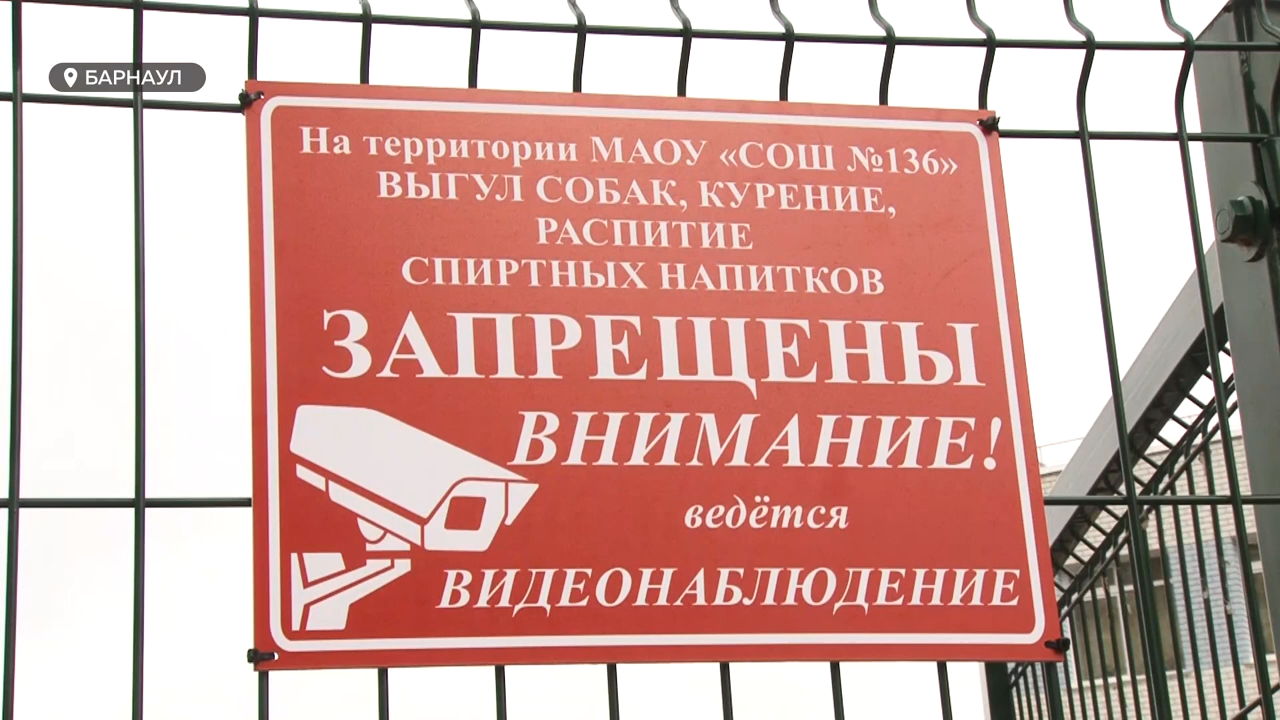 БАРНАУЛ
На территории МАОУ «СОШ №136»
ВЫГУЛ СОБАК, КУРЕНИЕ,
РАСПИТИЕ
СПИРТНЫХ НАПИТКОВ
ЗАПРЕЩЕНЫ
ВНИМАНИЕ!
ведётся
ВИДЕОНАБЛЮДЕНИЕ